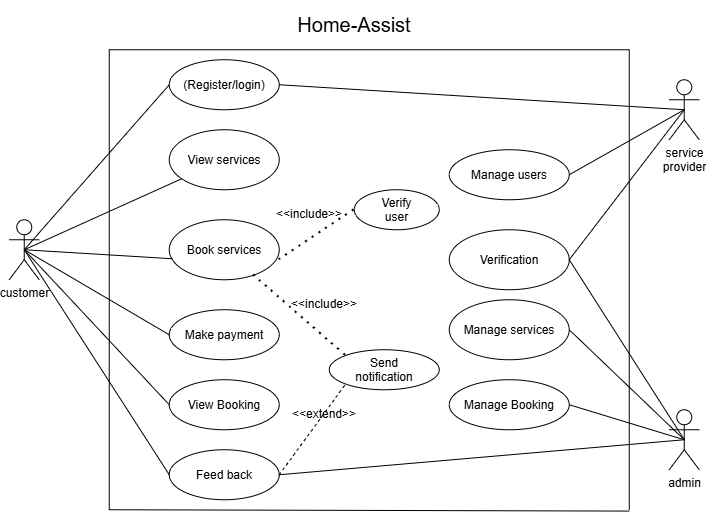 Home-Assist
(Register/login)
View services
service
provider
Manage users
Verify
user
<<include>>
Book services
Verification
customer
<<include>>
Manage services
Make payment
Send
notification
View Booking
Manage Booking
<<extend>>
Feed back
admin